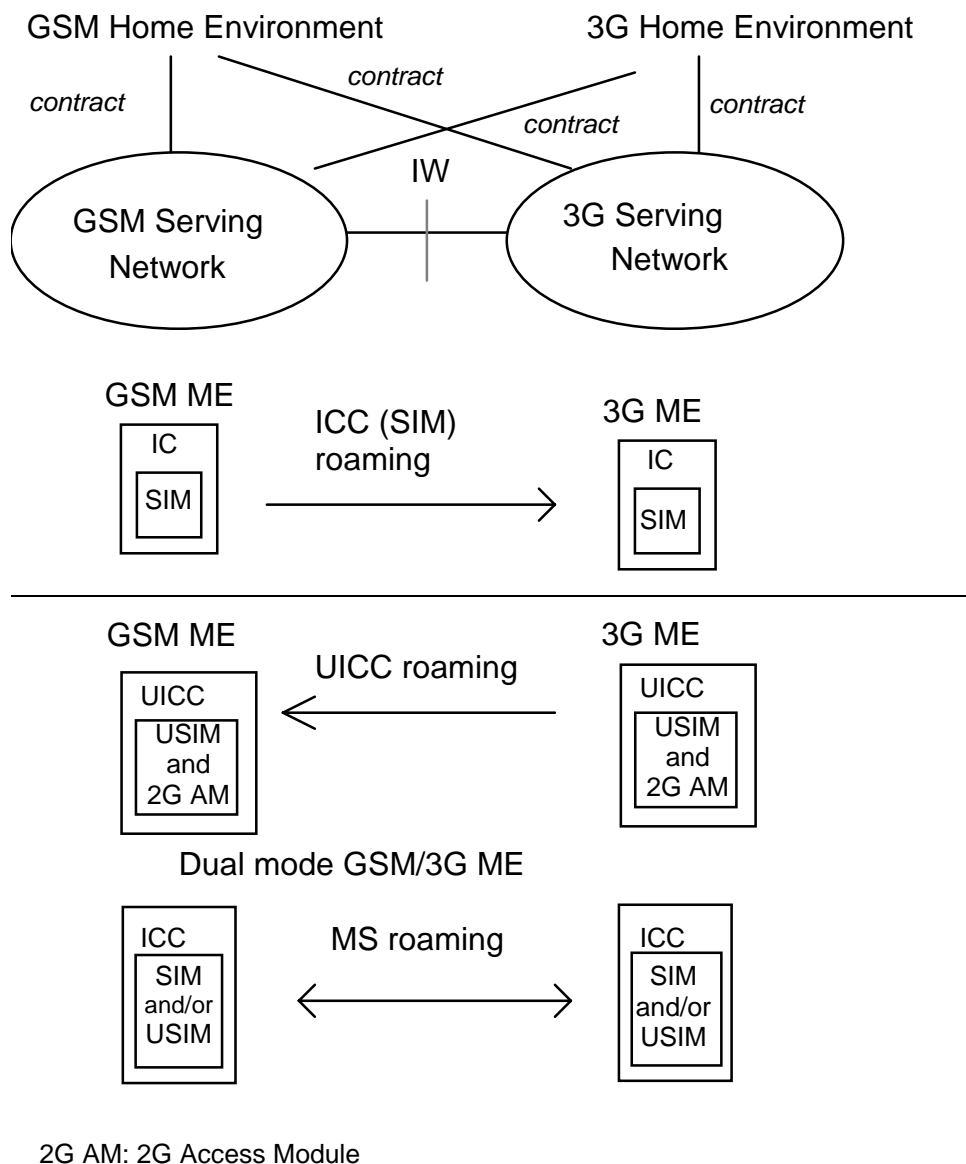 GSM Home Environment
3G Home Environment
contract
contract
contract
contract
IW
GSM Serving
Network
3G Serving
Network
GSM ME
IC
SIM
ICC (SIM)
roaming
3G ME
IC
SIM
GSM ME
UICC
USIM
and
2G AM
UICC roaming
3G ME
UICC
USIM
and
2G AM
Dual mode GSM/3G ME
ICC
SIM
and/or
USIM
MS roaming
ICC
SIM
and/or
USIM
2G AM: 2G Access Module